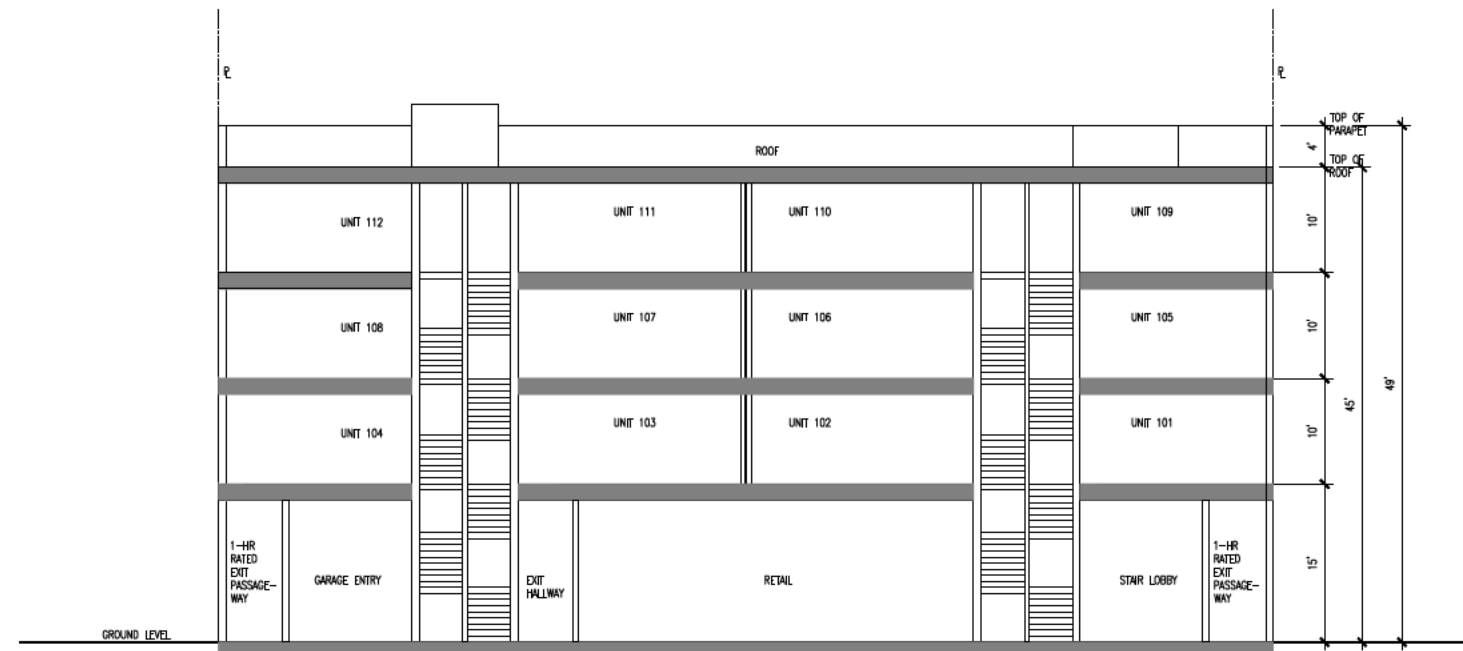 PL
PL
TOP OF
PARAPET
4'
ROOF
TOP OF
ROOF
UNIT 112
UNIT 111
UNIT 110
UNIT 109
10'
UNIT 108
UNIT 107
UNIT 106
UNIT 105
10'
49'
45'
UNIT 104
UNIT 103
UNIT 102
UNIT 101
10'
1-HR
RATED
EXIT
PASSAGE-
WAY
GARAGE ENTRY
EXIT
HALLWAY
RETAIL
STAIR LOBBY
1-HR
RATED
EXIT
PASSAGE-
WAY
15'
GROUND LEVEL